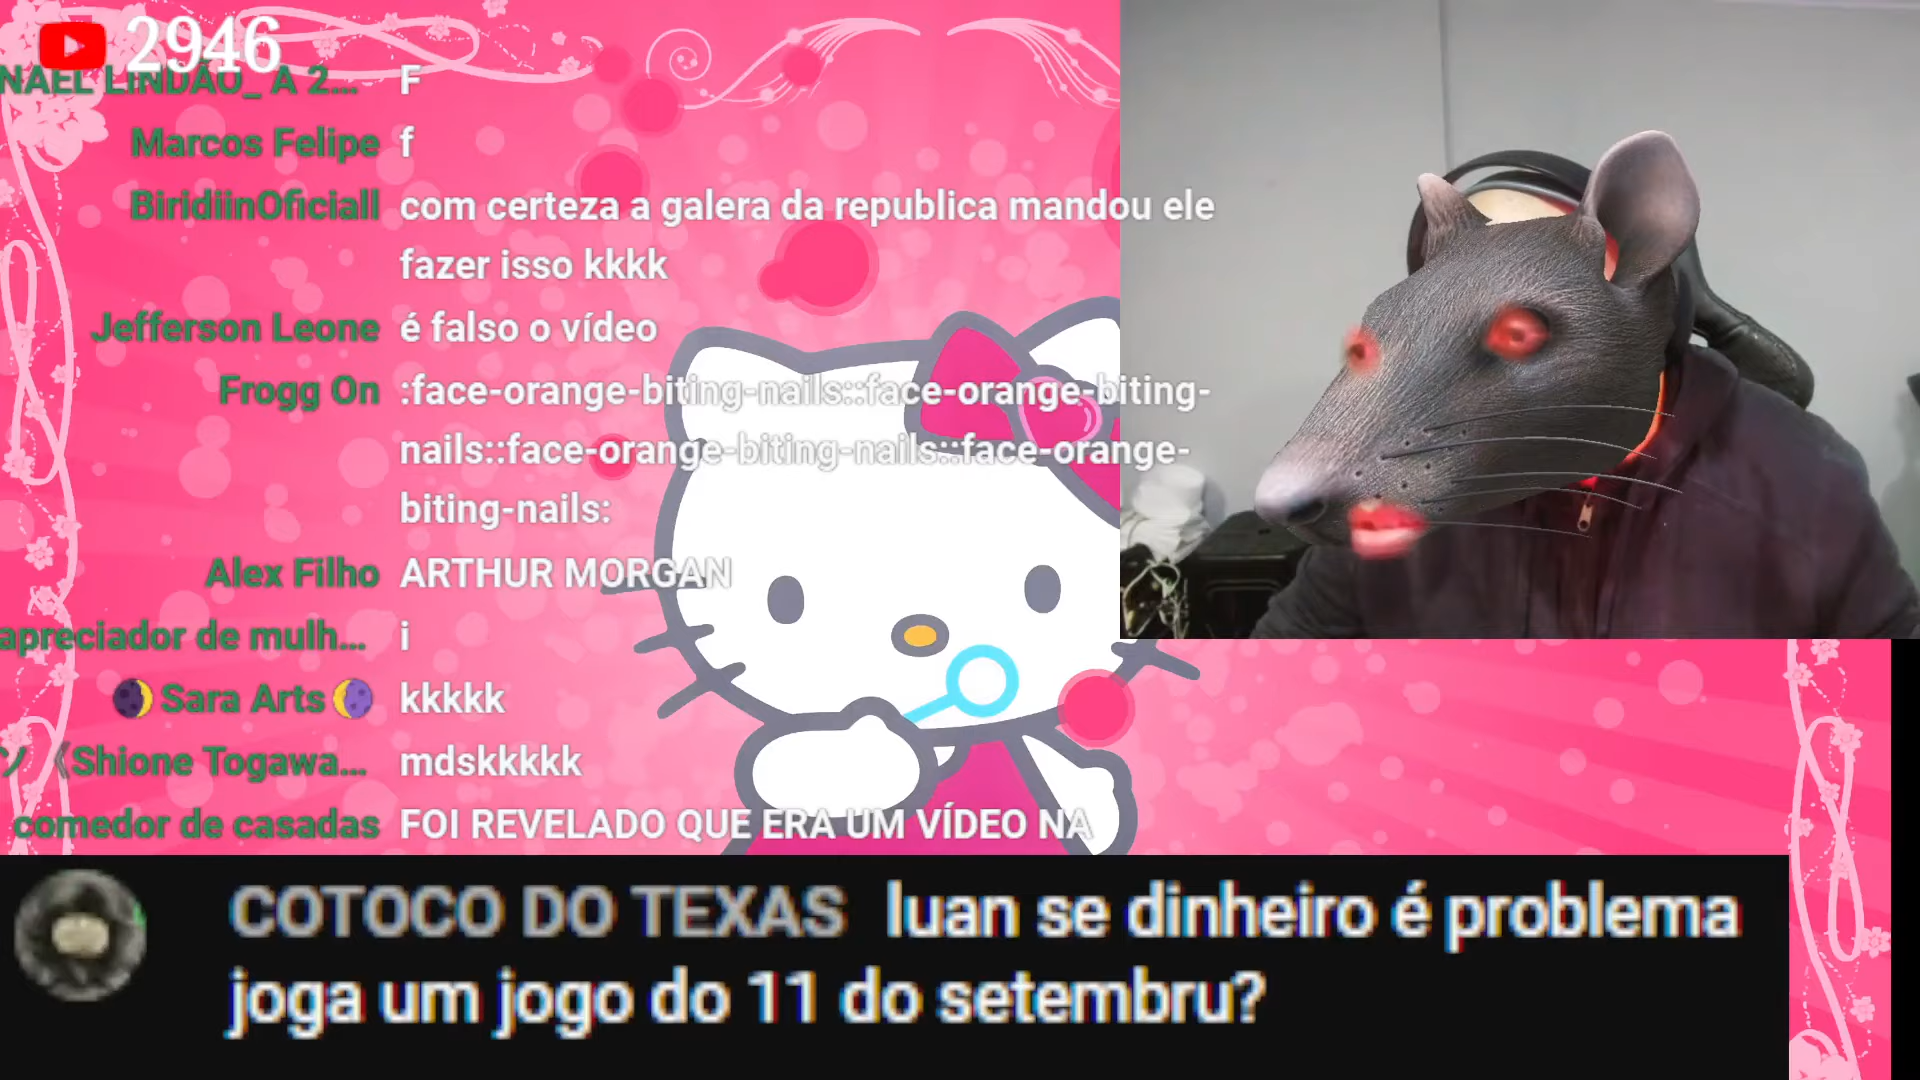 2946
NAEL LINDÃO_ A 2... F
Marcos Felipe f
BiridiinOficiall com certeza a galera da republica mandou ele
fazer isso kkkk
Jefferson Leone é falso o vídeo
Frogg On :face-orange-biting-nails::face-orange-biting-
nails::face-orange-biting-nails::face-orange-
biting-nails:
Alex Filho ARTHUR MORGAN
apreciador de mulh... i
Sara Arts kkkkk
ツ 《Shione Togawa... mdskkkkk
comedor de casadas FOI REVELADO QUE ERA UM VÍDEO NA
COTOCO DO TEXAS luan se dinheiro é problema
joga um jogo do 11 do setembru?